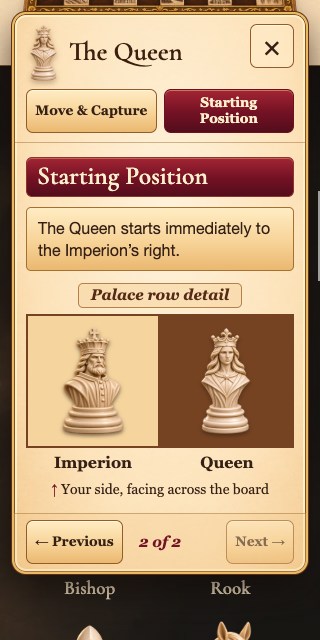 The Queen
×
Move & Capture
Starting
Position
Starting Position
The Queen starts immediately to
the Imperion’s right.
Palace row detail
Imperion
Queen
↑ Your side, facing across the board
← Previous
2 of 2
Next →
Bishop
Rook